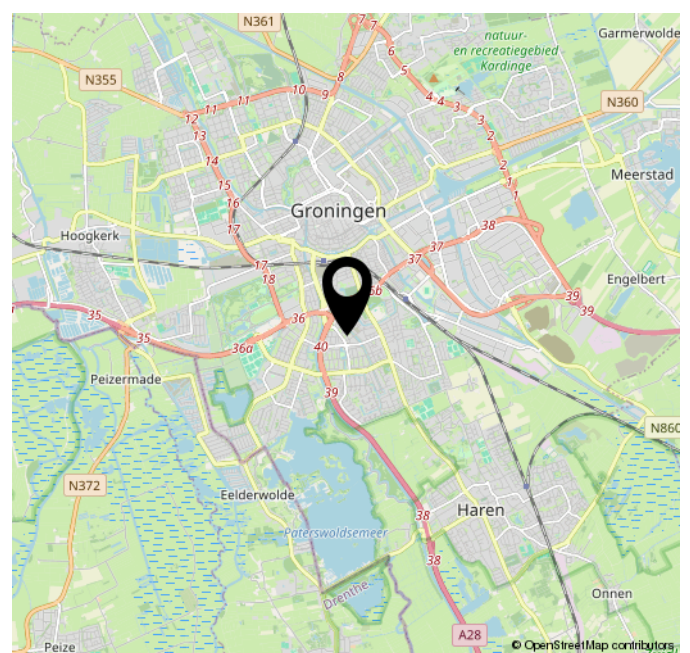 N361
7
7
natuur-
en recreatiegebied
Kardinge
Garmerwolde
6
N355
8
5
10
9
11
11
4
4
3
N360
12
3
13
2
14
2
Meerstad
15
1
16
1
Groningen
17
38
Hoogkerk
37
37
17
18
Engelbert
6b
39
35
39
36
35
40
36a
Peizermade
39
N860
N372
Eelderwolde
Haren
38
Paterswoldsemeer
38
Drenthe
Onnen
A28
Peize
© OpenStreetMap contributors